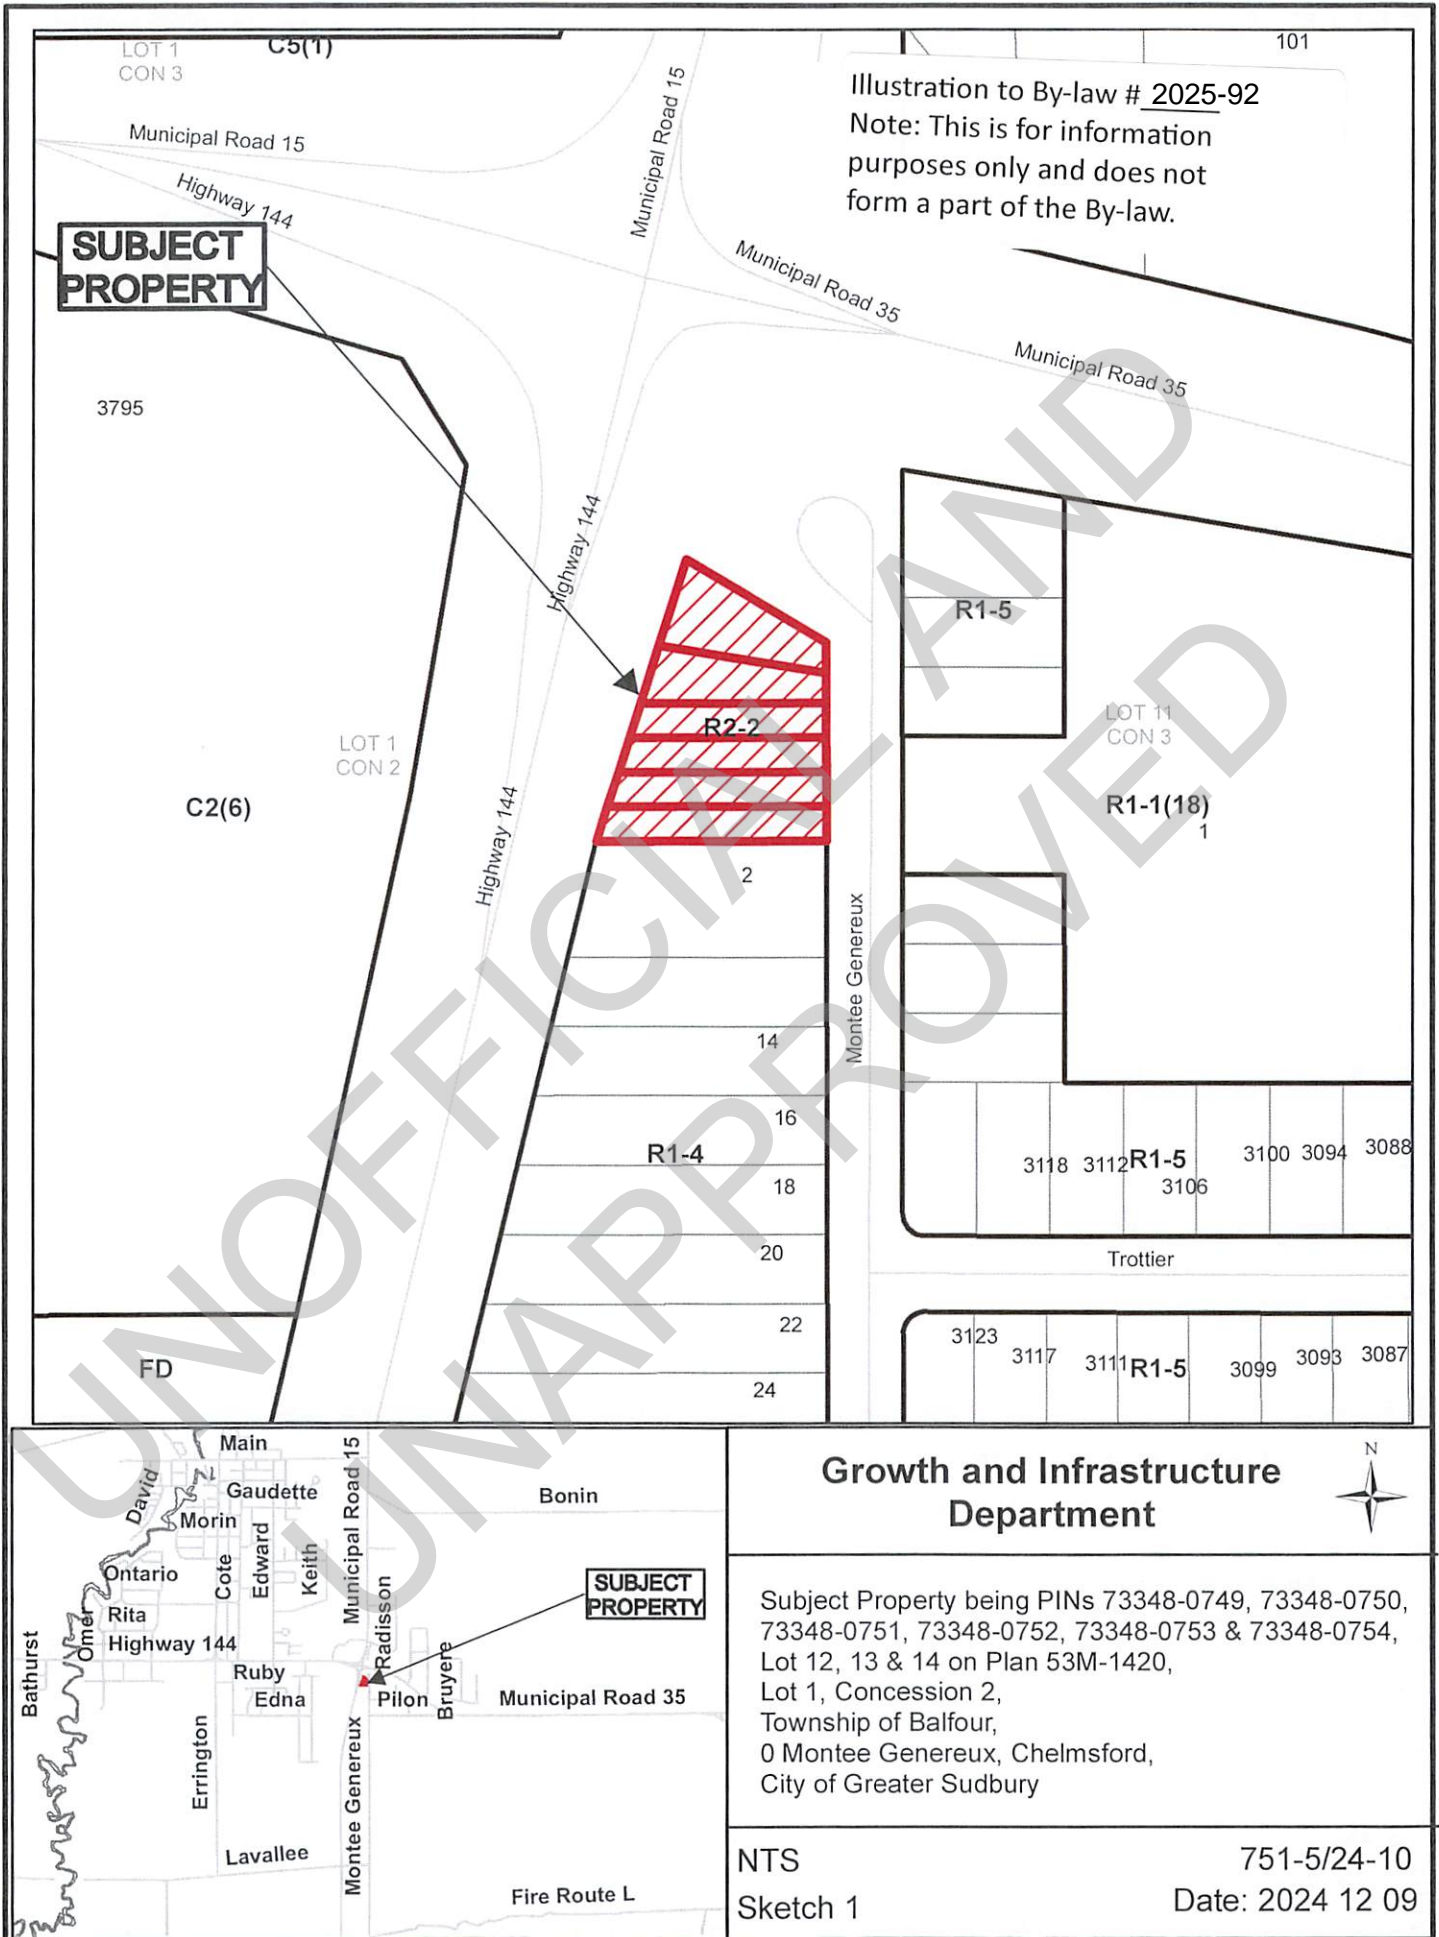 LOT 1
CON 3
C5(1)
101
Illustration to By-law # 2025-92
Note: This is for information
purposes only and does not
form a part of the By-law.
Municipal Road 15
Municipal Road 15
Highway 144
SUBJECT
PROPERTY
Municipal Road 35
Municipal Road 35
3795
Highway 144
R1-5
R2-2
LOT 1
CON 2
LOT 11
CON 3
C2(6)
R1-1(18)
1
Highway 144
2
Montee Genereux
14
16
R1-4
18
20
22
24
3118
3112
R1-5
3106
3100
3094
3088
Trottier
3123
3117
3111
R1-5
3099
3093
3087
FD
UNOFFICIAL AND
UNAPPROVED
Main
David
Gaudette
Morin
Municipal Road 15
Bonin
Ontario
Cote
Edward
Keith
SUBJECT
PROPERTY
Radisson
Rita
Omer
Highway 144
Bathurst
Ruby
Edna
Pilon
Bruyere
Municipal Road 35
Errington
Montee Genereux
Lavallee
Fire Route L
Growth and Infrastructure
Department
N
Subject Property being PINs 73348-0749, 73348-0750,
73348-0751, 73348-0752, 73348-0753 & 73348-0754,
Lot 12, 13 & 14 on Plan 53M-1420,
Lot 1, Concession 2,
Township of Balfour,
0 Montee Genereux, Chelmsford,
City of Greater Sudbury
NTS
751-5/24-10
Sketch 1
Date: 2024 12 09